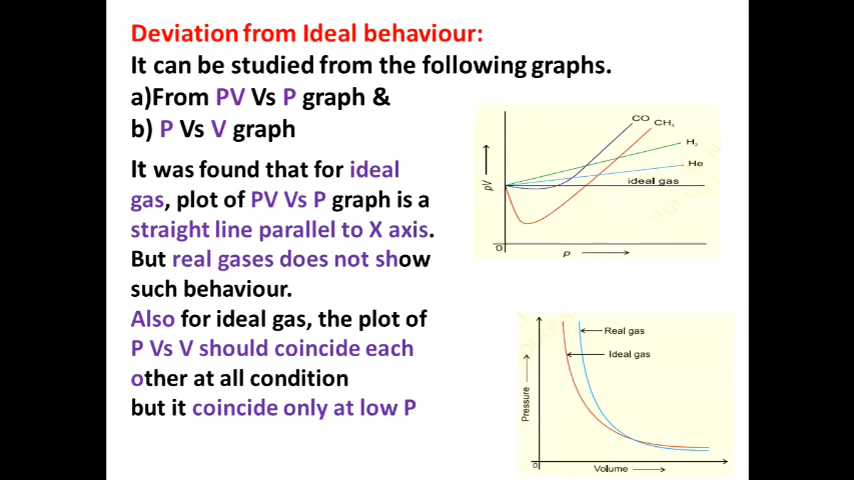 Deviation from Ideal behaviour:
It can be studied from the following graphs.
a)From PV Vs P graph &
b) P Vs V graph
It was found that for ideal
gas, plot of PV Vs P graph is a
straight line parallel to X axis.
But real gases does not show
such behaviour.
Also for ideal gas, the plot of
P Vs V should coincide each
other at all condition
but it coincide only at low P
CO
CH₄
H₂
He
ideal gas
pV
0
p
Real gas
Ideal gas
Pressure
0
Volume